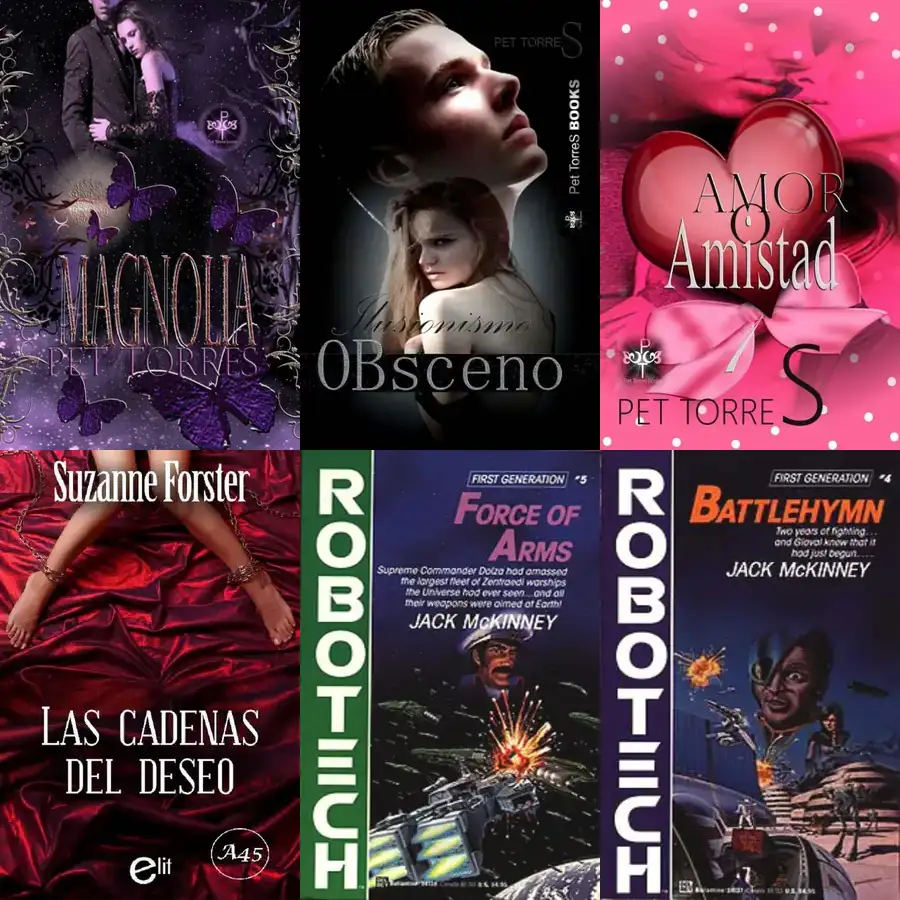 MAGNOLIA
PET TORRES
PET TORRES
Pet TorreS BOOKS
Ilusionismo
OBsceno
AMOR
O
Amistad
1
PET TORRES
Suzanne Forster
LAS CADENAS
DEL DESEO
elit
A45
ROBOTECH
FIRST GENERATION #5
FORCE OF
ARMS
Supreme Commander Dolza had amassed
the largest fleet of Zentraedi warships
the Universe had ever seen...and all
their weapons were aimed at Earth!
JACK McKINNEY
ROBOTECH
FIRST GENERATION #4
BATTLEHYMN
Two years of fighting...
and Gloval knew that it
had just begun.....
JACK McKINNEY